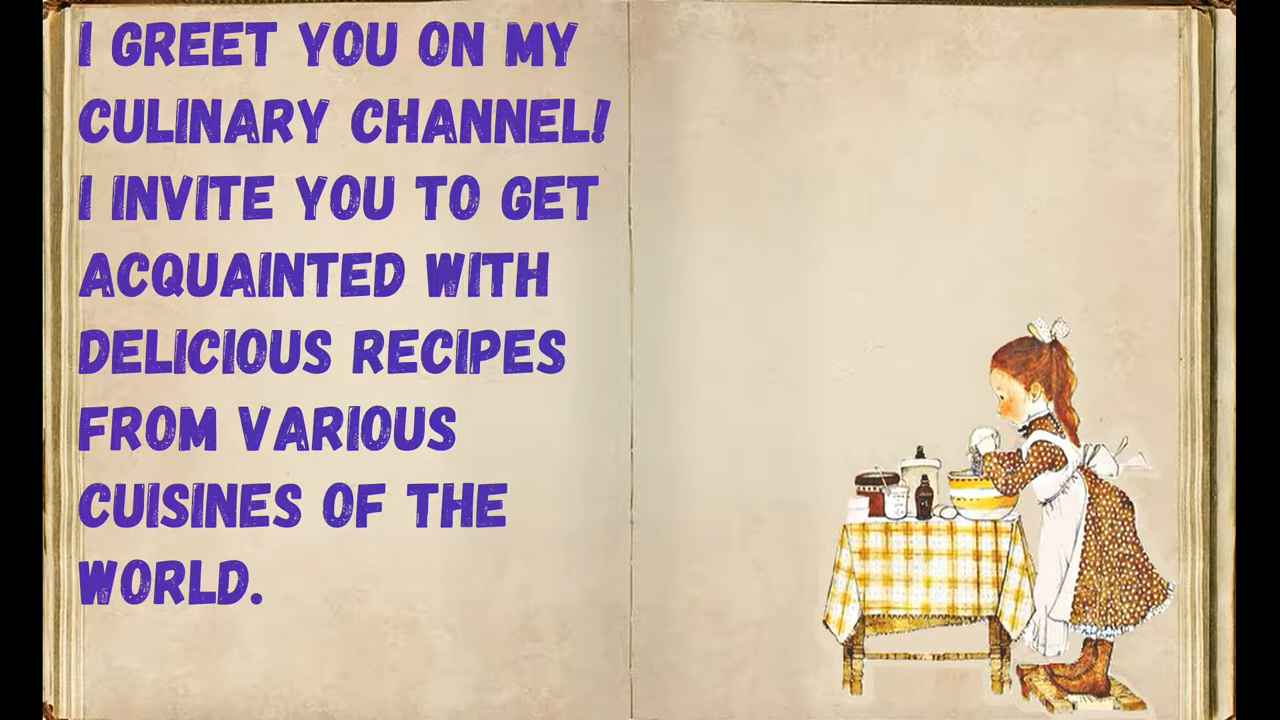 I GREET YOU ON MY
CULINARY CHANNEL!
I INVITE YOU TO GET
ACQUAINTED WITH
DELICIOUS RECIPES
FROM VARIOUS
CUISINES OF THE
WORLD.